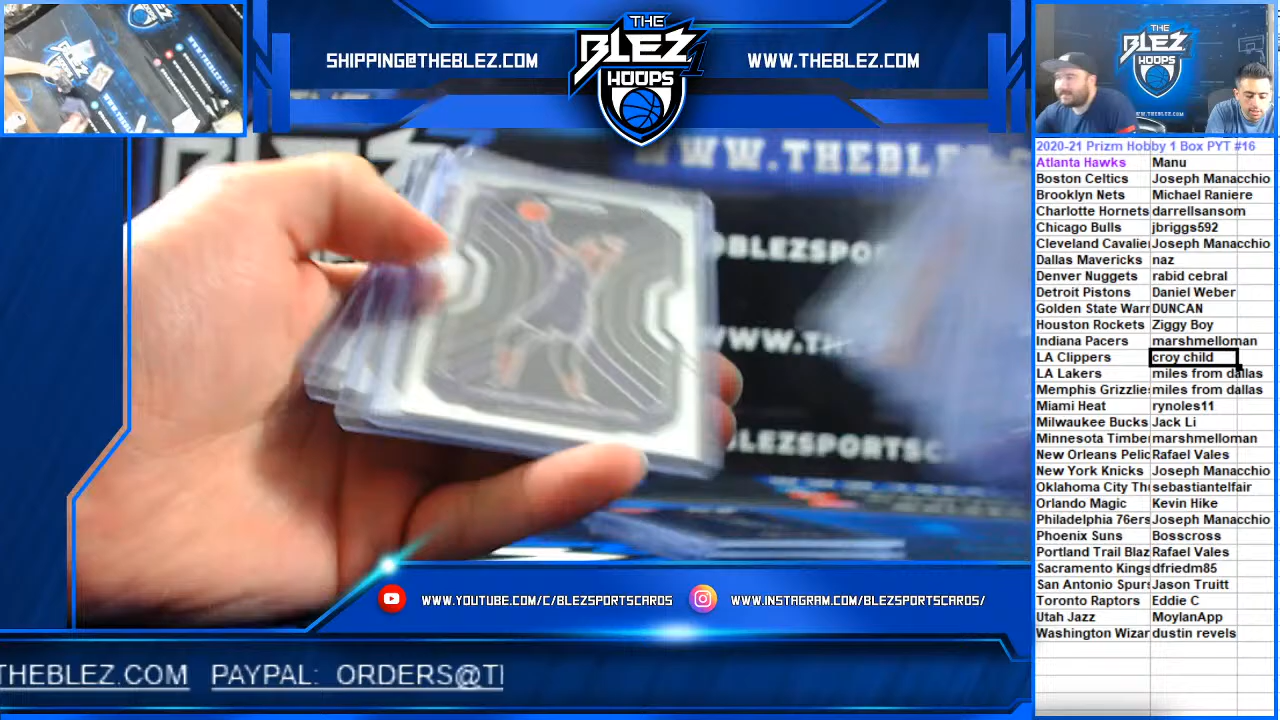 SHIPPING@THEBLEZ.COM
THE
BLEZ
HOOPS
WWW.THEBLEZ.COM
THE
BLEZ
WWW.THEBLEZ
BLEZSPORTS
WWW.T
BLEZSPORTSC
WWW.YOUTUBE.COM/C/BLEZSPORTSCARDS
WWW.INSTAGRAM.COM/BLEZSPORTSCARDS/
THEBLEZ.COM PAYPAL: ORDERS@T
2020-21 Prizm Hobby 1 Box PYT #16
Atlanta Hawks Manu
Boston Celtics Joseph Manacchio
Brooklyn Nets Michael Raniere
Charlotte Hornets darrellsansom
Chicago Bulls jbriggs592
Cleveland Cavalie Joseph Manacchio
Dallas Mavericks naz
Denver Nuggets rabid cebral
Detroit Pistons Daniel Weber
Golden State Warr DUNCAN
Houston Rockets Ziggy Boy
Indiana Pacers marshmelloman
LA Clippers croy child
LA Lakers miles from dallas
Memphis Grizzlie miles from dallas
Miami Heat rynoles11
Milwaukee Bucks Jack Li
Minnesota Timbe marshmelloman
New Orleans Pelic Rafael Vales
New York Knicks Joseph Manacchio
Oklahoma City Th sebastiantelfair
Orlando Magic Kevin Hike
Philadelphia 76ers Joseph Manacchio
Phoenix Suns Bosscross
Portland Trail Blaz Rafael Vales
Sacramento Kings dfriedm85
San Antonio Spurs Jason Truitt
Toronto Raptors Eddie C
Utah Jazz MoylanApp
Washington Wizar dustin revels